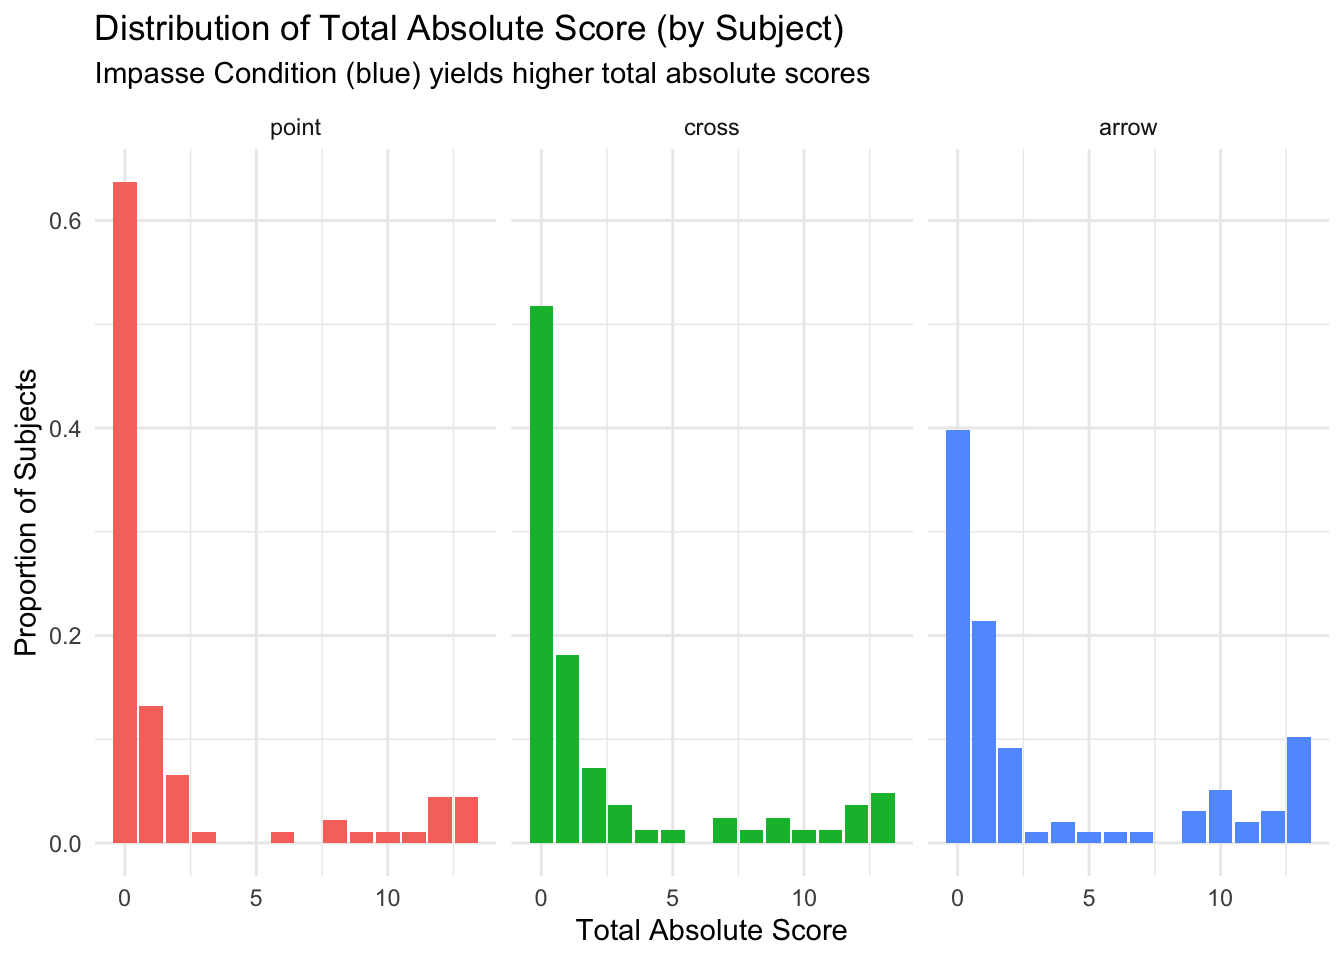 Distribution of Total Absolute Score (by Subject)
Impasse Condition (blue) yields higher total absolute scores
point cross arrow
Proportion of Subjects
0.6
0.4
0.2
0.0
0 5 10 0 5 10 0 5 10
Total Absolute Score